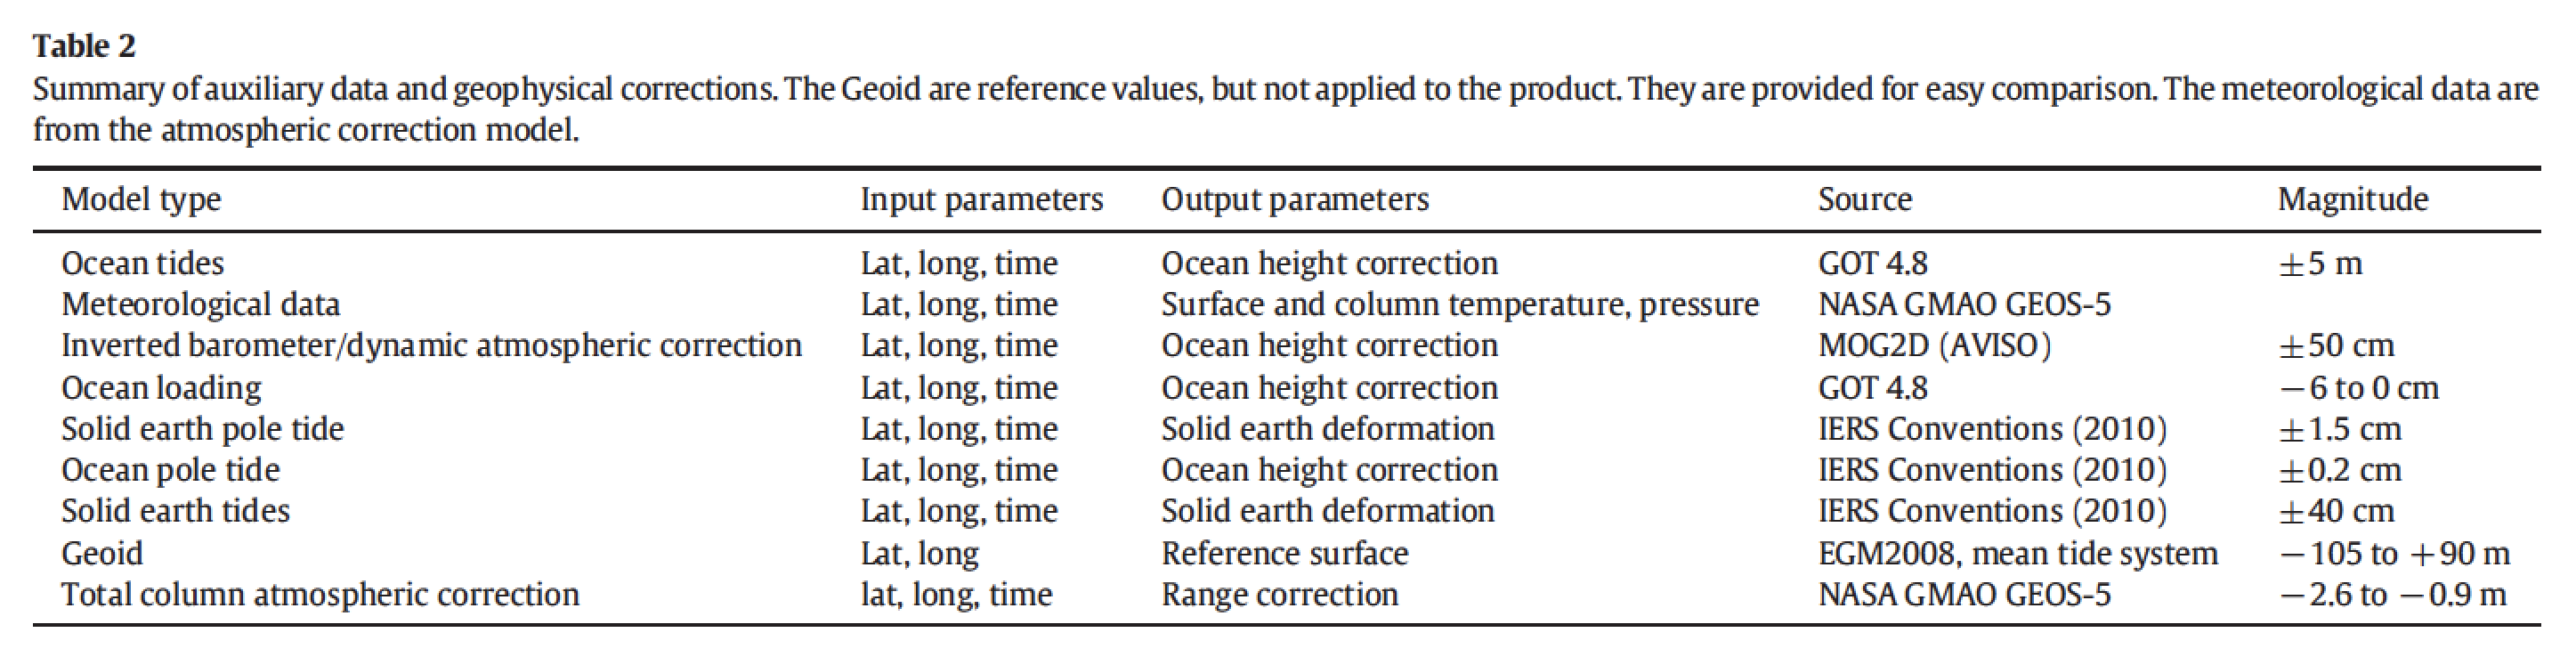 Table 2
Summary of auxiliary data and geophysical corrections. The Geoid are reference values, but not applied to the product. They are provided for easy comparison. The meteorological data are
from the atmospheric correction model.
Model type Input parameters Output parameters Source Magnitude
Ocean tides Lat, long, time Ocean height correction GOT 4.8 ±5 m
Meteorological data Lat, long, time Surface and column temperature, pressure NASA GMAO GEOS-5
Inverted barometer/dynamic atmospheric correction Lat, long, time Ocean height correction MOG2D (AVISO) ±50 cm
Ocean loading Lat, long, time Ocean height correction GOT 4.8 −6 to 0 cm
Solid earth pole tide Lat, long, time Solid earth deformation IERS Conventions (2010) ±1.5 cm
Ocean pole tide Lat, long, time Ocean height correction IERS Conventions (2010) ±0.2 cm
Solid earth tides Lat, long, time Solid earth deformation IERS Conventions (2010) ±40 cm
Geoid Lat, long Reference surface EGM2008, mean tide system −105 to +90 m
Total column atmospheric correction lat, long, time Range correction NASA GMAO GEOS-5 −2.6 to −0.9 m